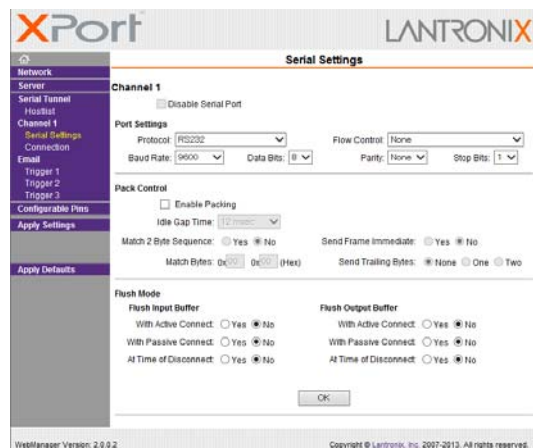 XPort
LANTRONIX
Serial Settings
Network
Server
Serial Tunnel
Hostlist
Channel 1
Serial Settings
Connection
Email
Trigger 1
Trigger 2
Trigger 3
Configurable Pins
Apply Settings
Apply Defaults
Channel 1
Disable Serial Port
Port Settings
Protocol: RS232 Flow Control: None
Baud Rate: 9600 Data Bits: 8 Parity: None Stop Bits: 1
Pack Control
Enable Packing
Idle Gap Time: 12 msec
Match 2 Byte Sequence: Yes No Send Frame Immediate: Yes No
Match Bytes: 0x00 0x00 (Hex) Send Trailing Bytes: None One Two
Flush Mode
Flush Input Buffer Flush Output Buffer
With Active Connect: Yes No With Active Connect: Yes No
With Passive Connect: Yes No With Passive Connect: Yes No
At Time of Disconnect: Yes No At Time of Disconnect: Yes No
OK
WebManager Version: 2.0.0.2 Copyright © Lantronix, Inc. 2007-2013. All rights reserved.